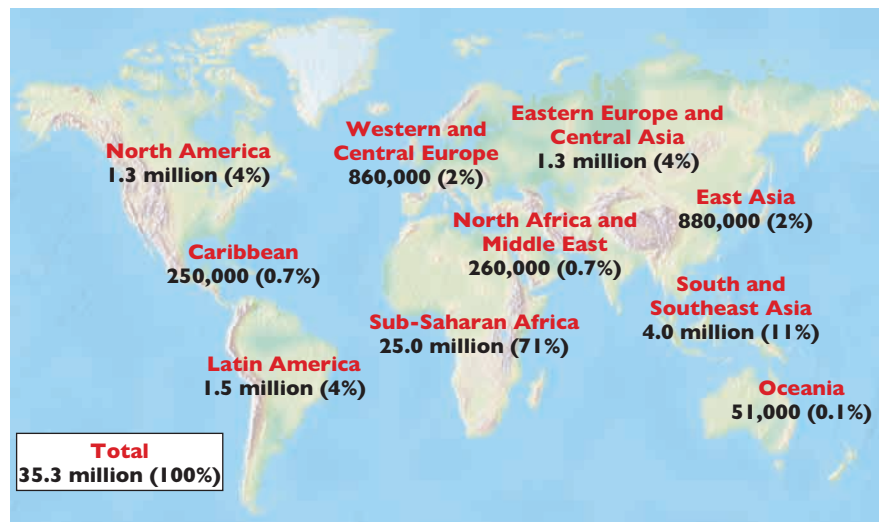 North America
1.3 million (4%)
Western and
Central Europe
860,000 (2%)
Eastern Europe and
Central Asia
1.3 million (4%)
East Asia
880,000 (2%)
Caribbean
250,000 (0.7%)
North Africa and
Middle East
260,000 (0.7%)
South and
Southeast Asia
4.0 million (11%)
Sub-Saharan Africa
25.0 million (71%)
Latin America
1.5 million (4%)
Oceania
51,000 (0.1%)
Total
35.3 million (100%)